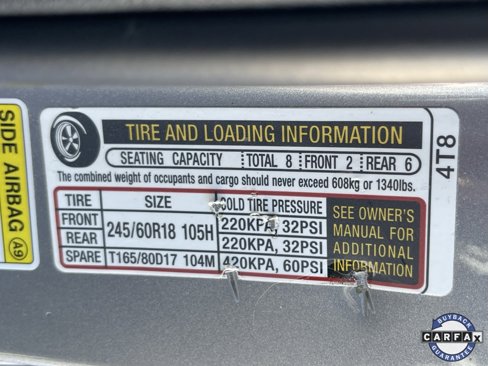 SIDE AIRBAG A9
TIRE AND LOADING INFORMATION
SEATING CAPACITY TOTAL 8 FRONT 2 REAR 6
The combined weight of occupants and cargo should never exceed 608kg or 1340lbs.
TIRE SIZE COLD TIRE PRESSURE
FRONT 245/60R18 105H 220KPA, 32PSI
REAR 220KPA, 32PSI
SPARE T165/80D17 104M 420KPA, 60PSI
SEE OWNER'S
MANUAL FOR
ADDITIONAL
INFORMATION
4T8
BUYBACK
CARFAX
GUARANTEE